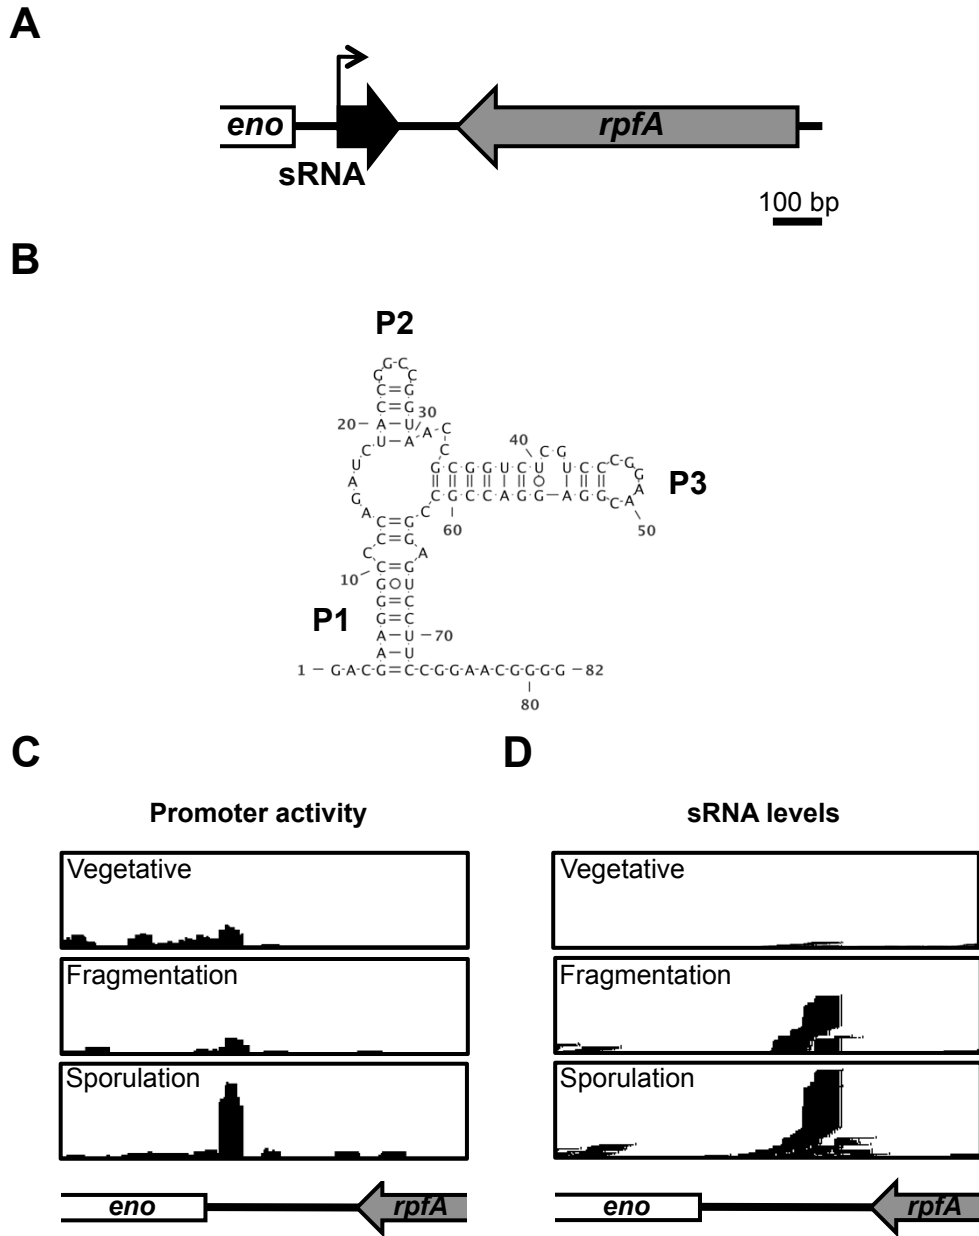 A
eno
rpfA
sRNA
100 bp
B
P2
G-C
G C
C=G
C=G
30
20 A-U
U-A A C
C C 40 C G
U G-C-G-G-U-C-U U-C-C-C G G
A C-G-C-C-A-G-G-A-G-G-C A A P3
G
A C 60 50
C=G
C=G
C A
10 C=G
G U
G=C
P1 G=C
A-U 70
A-U
1 G-A-C-G=C-C-G-G-A-A-C-G-G-G-G 82
80
C
D
Promoter activity
sRNA levels
Vegetative
Vegetative
Fragmentation
Fragmentation
Sporulation
Sporulation
eno
rpfA
eno
rpfA